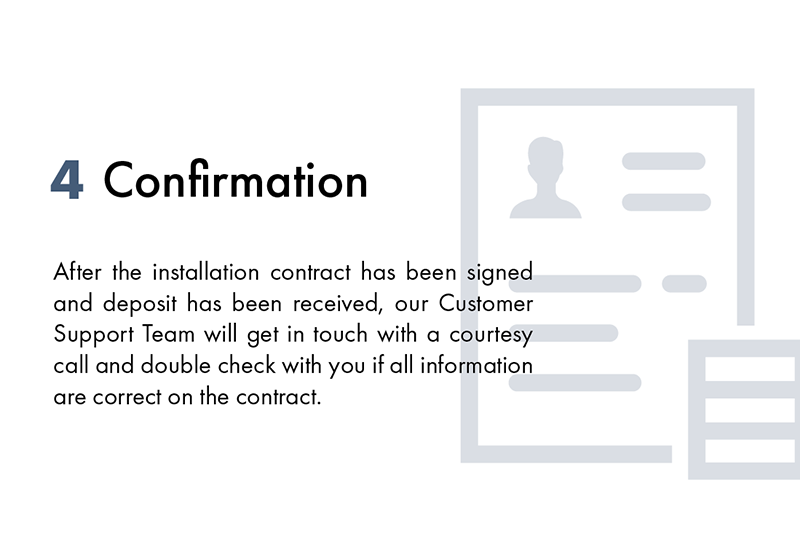 4 Confirmation
After the installation contract has been signed
and deposit has been received, our Customer
Support Team will get in touch with a courtesy
call and double check with you if all information
are correct on the contract.